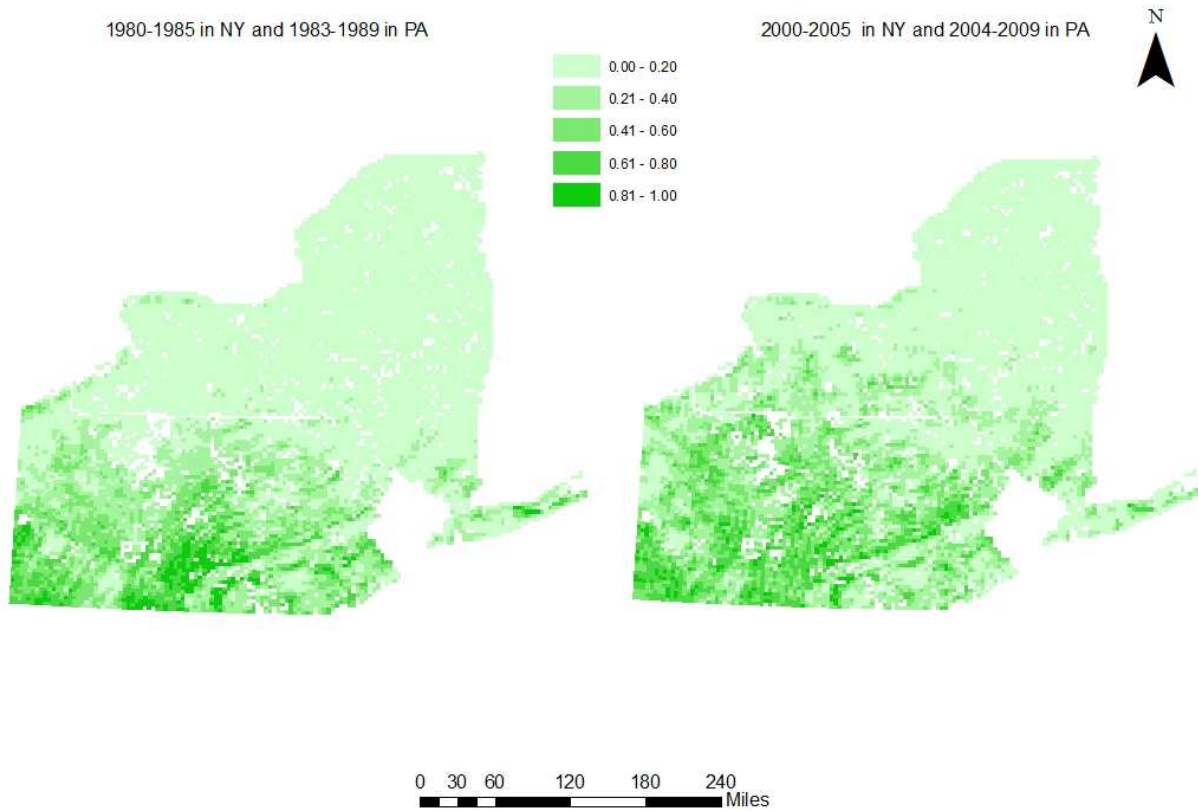 1980-1985 in NY and 1983-1989 in PA
2000-2005 in NY and 2004-2009 in PA
N
0.00 - 0.20
0.21 - 0.40
0.41 - 0.60
0.61 - 0.80
0.81 - 1.00
0 30 60 120 180 240
Miles